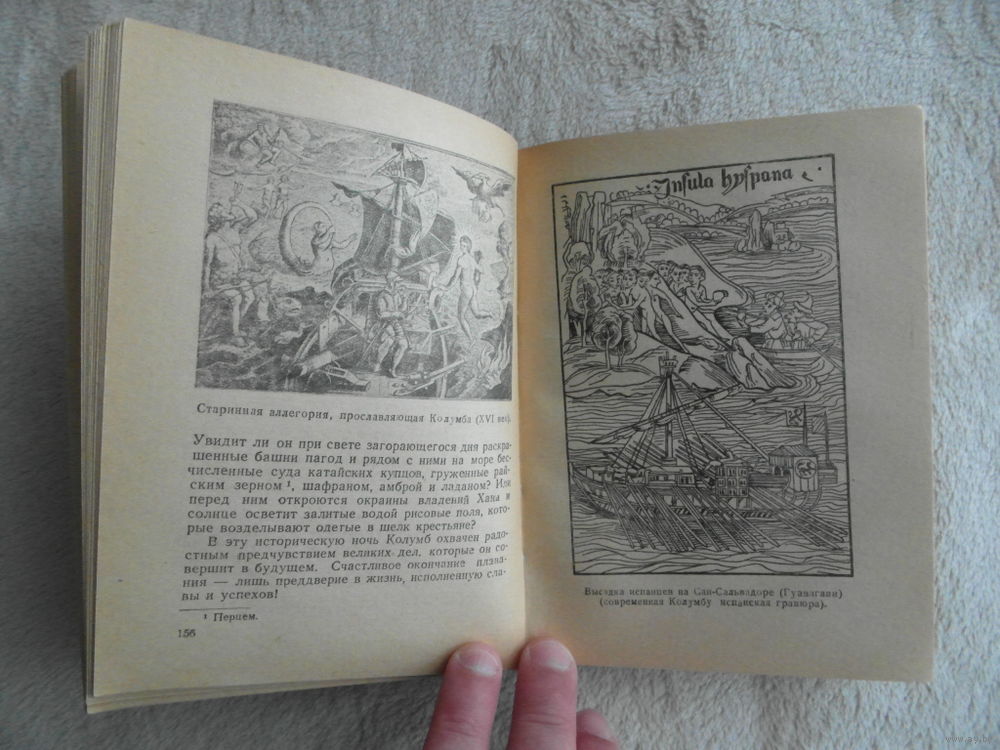 Старинная аллегория, прославляющая Колумба (XVI век).
Увидит ли он при свете загорающегося дня раскра-
шенные башни пагод и рядом с ними на море бес-
численные суда катайских купцов, груженные рай-
ским зерном ¹, шафраном, амброй и ладаном? Или
перед ним откроются окраины владений Хана и
солнце осветит залитые водой рисовые поля, кото-
рые возделывают одетые в шелк крестьяне?
В эту историческую ночь Колумб охвачен радо-
стным предчувствием великих дел, которые он со-
вершит в будущем. Счастливое окончание плава-
ния — лишь преддверие в жизнь, исполненную сла-
вы и успехов!
¹ Перцем.
156
Insula hyspana
Высадка испанцев на Сан-Сальвадоре (Гуанагани)
(современная Колумбу испанская гравюра).
www.ay.by